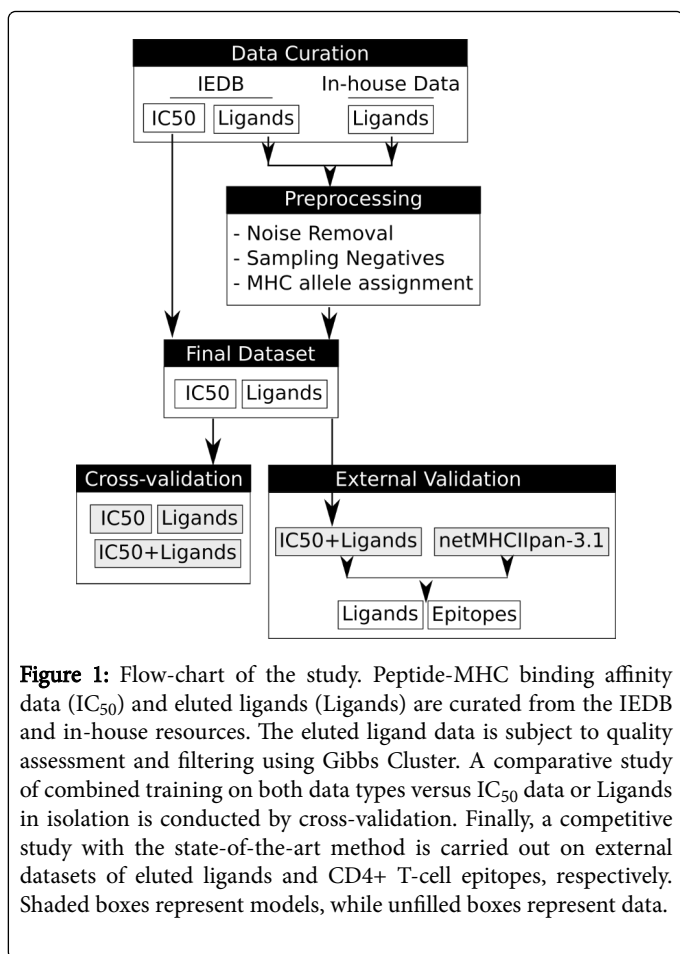 Data Curation
IEDB In-house Data
IC50 Ligands Ligands
Preprocessing
- Noise Removal
- Sampling Negatives
- MHC allele assignment
Final Dataset
IC50 Ligands
Cross-validation
IC50 Ligands
IC50+Ligands
External Validation
IC50+Ligands netMHCIIpan-3.1
Ligands Epitopes
Figure 1: Flow-chart of the study. Peptide-MHC binding affinity
data (IC₅₀) and eluted ligands (Ligands) are curated from the IEDB
and in-house resources. The eluted ligand data is subject to quality
assessment and filtering using Gibbs Cluster. A comparative study
of combined training on both data types versus IC₅₀ data or Ligands
in isolation is conducted by cross-validation. Finally, a competitive
study with the state-of-the-art method is carried out on external
datasets of eluted ligands and CD4+ T-cell epitopes, respectively.
Shaded boxes represent models, while unfilled boxes represent data.